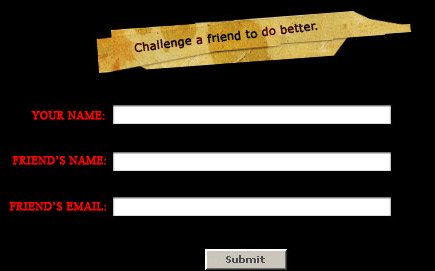 Challenge a friend to do better.
YOUR NAME:
FRIEND'S NAME:
FRIEND'S EMAIL:
Submit